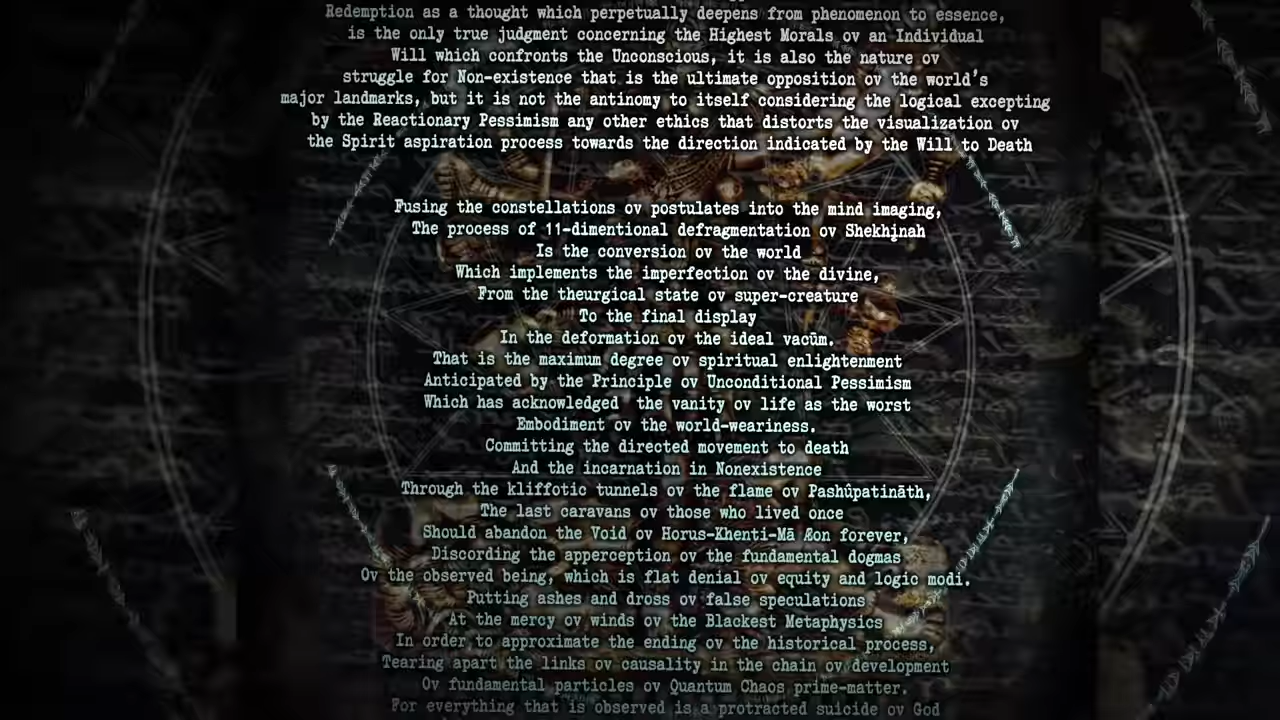 Redemption as a thought which perpetually deepens from phenomenon to essence,
is the only true judgment concerning the Highest Morals ov an Individual
Will which confronts the Unconscious, it is also the nature ov
struggle for Non-existence that is the ultimate opposition ov the world's
major landmarks, but it is not the antinomy to itself considering the logical excepting
by the Reactionary Pessimism any other ethics that distorts the visualization ov
the Spirit aspiration process towards the direction indicated by the Will to Death
Fusing the constellations ov postulates into the mind imaging,
The process of 11-dimentional defragmentation ov Shekhįnah
Is the conversion ov the world
Which implements the imperfection ov the divine,
From the theurgical state ov super-creature
To the final display
In the deformation ov the ideal vacūm.
That is the maximum degree ov spiritual enlightenment
Anticipated by the Principle ov Unconditional Pessimism
Which has acknowledged the vanity ov life as the worst
Embodiment ov the world-weariness.
Committing the directed movement to death
And the incarnation in Nonexistence
Through the kliffotic tunnels ov the flame ov Pashûpatināth,
The last caravans ov those who lived once
Should abandon the Void ov Horus-Khenti-Mā Æon forever,
Discording the apperception ov the fundamental dogmas
Ov the observed being, which is flat denial ov equity and logic modi.
Putting ashes and dross ov false speculations
At the mercy ov winds ov the Blackest Metaphysics
In order to approximate the ending ov the historical process,
Tearing apart the links ov causality in the chain ov development
Ov fundamental particles ov Quantum Chaos prime-matter.
For everything that is observed is a protracted suicide ov God